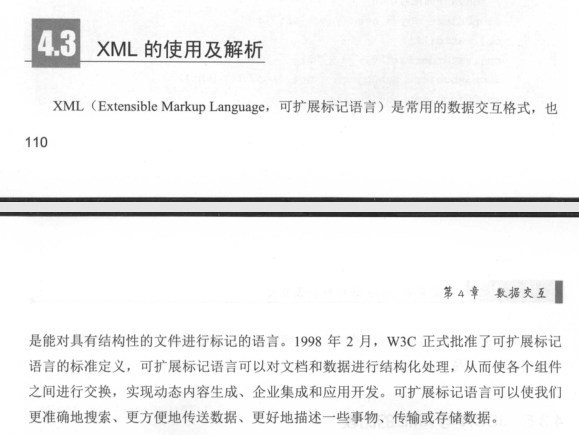 4.3 XML 的使用及解析
XML（Extensible Markup Language，可扩展标记语言）是常用的数据交互格式，也
110
第 4 章 数据交互
是能对具有结构性的文件进行标记的语言。1998 年 2 月，W3C 正式批准了可扩展标记
语言的标准定义，可扩展标记语言可以对文档和数据进行结构化处理，从而使各个组件
之间进行交换，实现动态内容生成、企业集成和应用开发。可扩展标记语言可以使我们
更准确地搜索、更方便地传送数据、更好地描述一些事物、传输或存储数据。